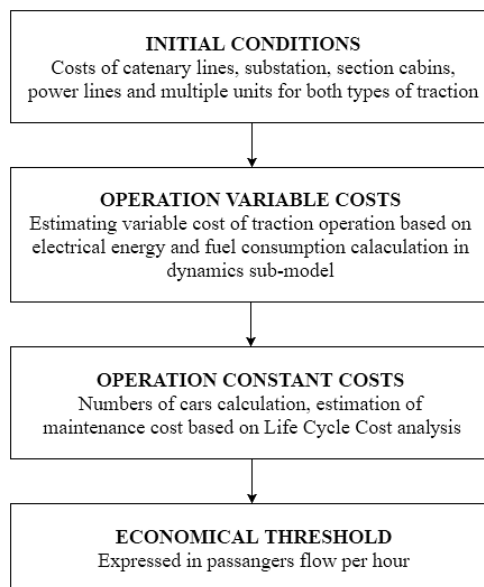 INITIAL CONDITIONS
Costs of catenary lines, substation, section cabins,
power lines and multiple units for both types of traction
OPERATION VARIABLE COSTS
Estimating variable cost of traction operation based on
electrical energy and fuel consumption calaculation in
dynamics sub-model
OPERATION CONSTANT COSTS
Numbers of cars calculation, estimation of
maintenance cost based on Life Cycle Cost analysis
ECONOMICAL THRESHOLD
Expressed in passangers flow per hour